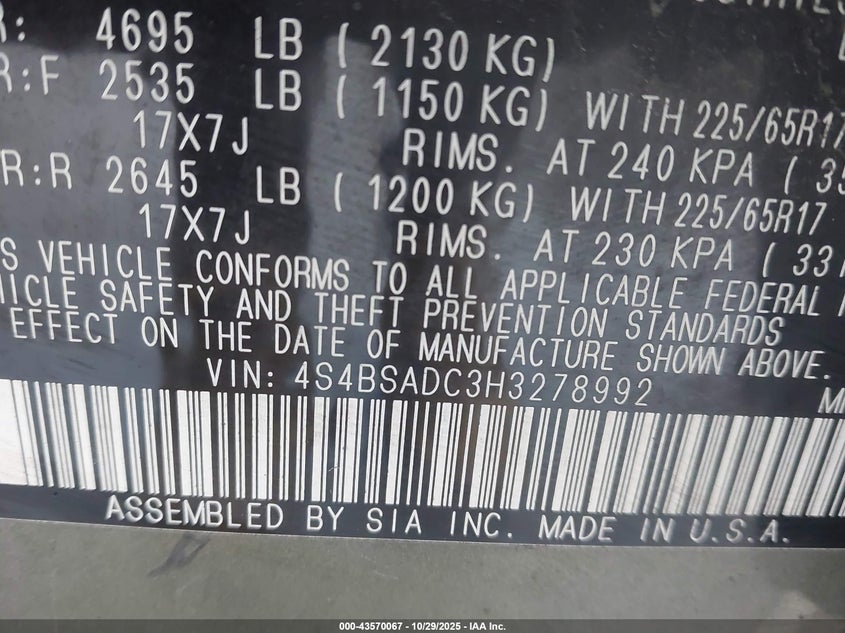 R: 4695 LB ( 2130 KG)
R:F 2535 LB ( 1150 KG) WITH 225/65R17
17X7J RIMS. AT 240 KPA ( 35
R:R 2645 LB ( 1200 KG) WITH 225/65R17
17X7J RIMS. AT 230 KPA ( 33
S VEHICLE CONFORMS TO ALL APPLICABLE FEDERAL
HICLE SAFETY AND THEFT PREVENTION STANDARDS
EFFECT ON THE DATE OF MANUFACTURE SHOWN ABOVE.
VIN: 4S4BSADC3H3278992
ASSEMBLED BY SIA INC. MADE IN U.S.A.
000-43570067 - 10/29/2025 - IAA Inc.